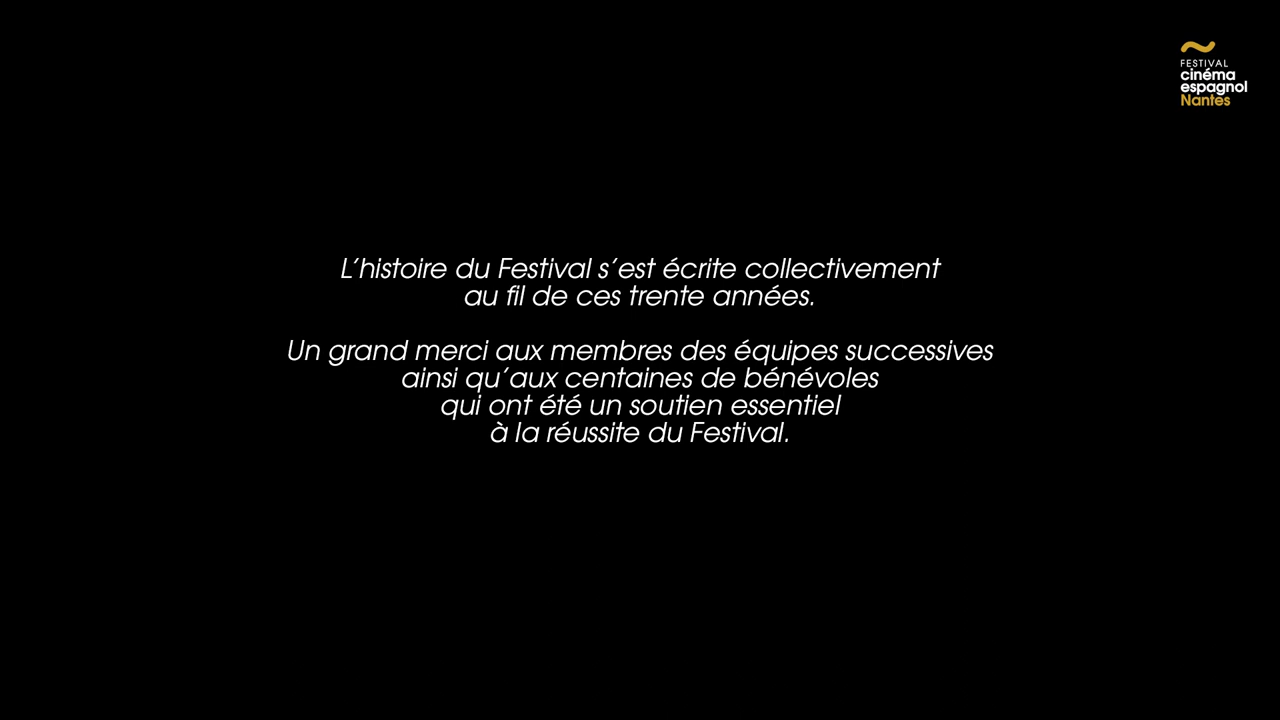 FESTIVAL
cinéma
espagnol
Nantes
L’histoire du Festival s’est écrite collectivement
au fil de ces trente années.
Un grand merci aux membres des équipes successives
ainsi qu’aux centaines de bénévoles
qui ont été un soutien essentiel
à la réussite du Festival.